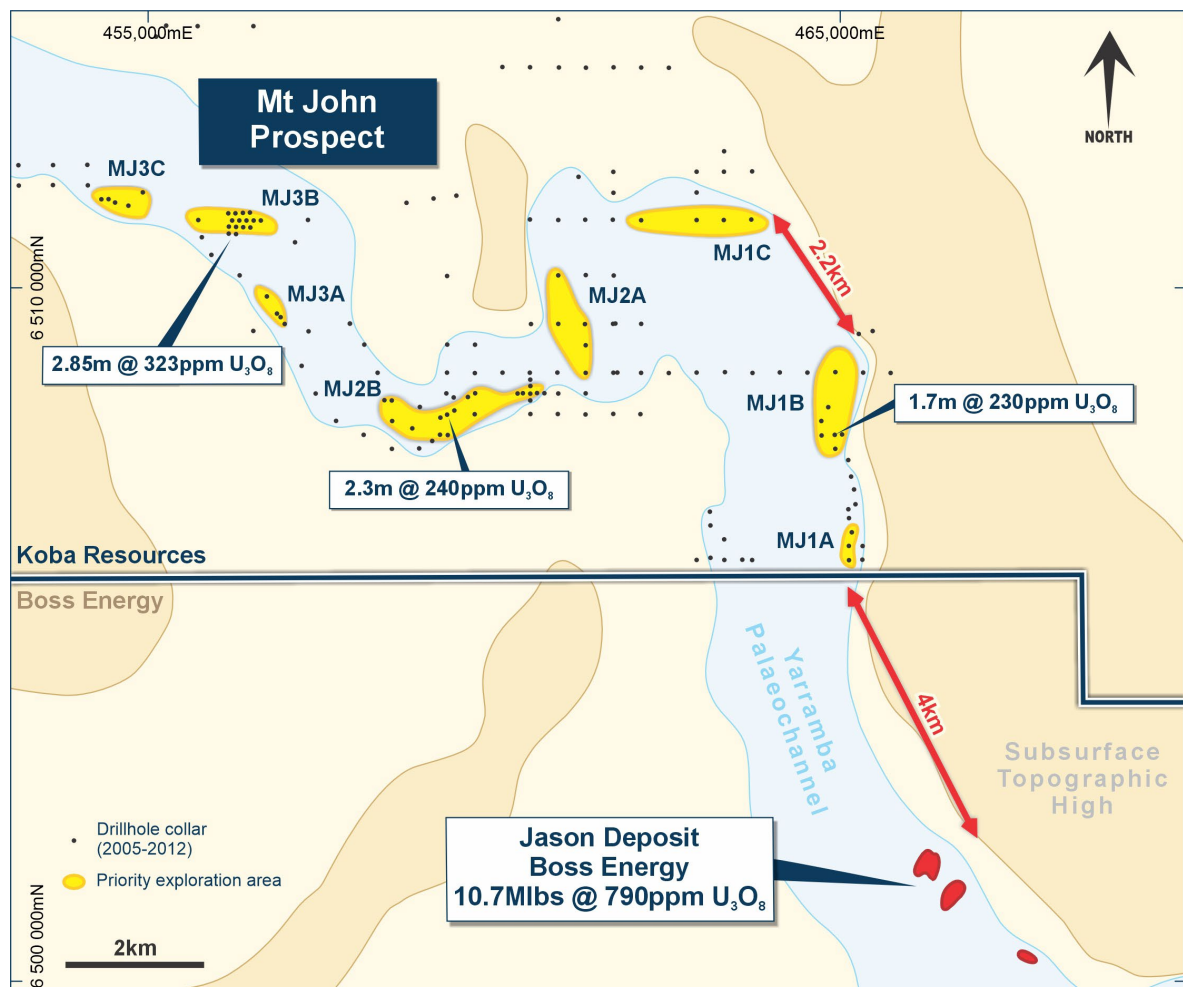 455,000mE
465,000mE
Mt John
Prospect
NORTH
MJ3C
MJ3B
MJ1C
2.2km
6 510 000mN
MJ3A
MJ2A
2.85m @ 323ppm U₃O₈
MJ2B
MJ1B
1.7m @ 230ppm U₃O₈
2.3m @ 240ppm U₃O₈
MJ1A
Koba Resources
Boss Energy
Yarramba
Palaeochannel
4km
Subsurface
Topographic
High
Drillhole collar
(2005-2012)
Priority exploration area
Jason Deposit
Boss Energy
10.7Mlbs @ 790ppm U₃O₈
2km
6 500 000mN